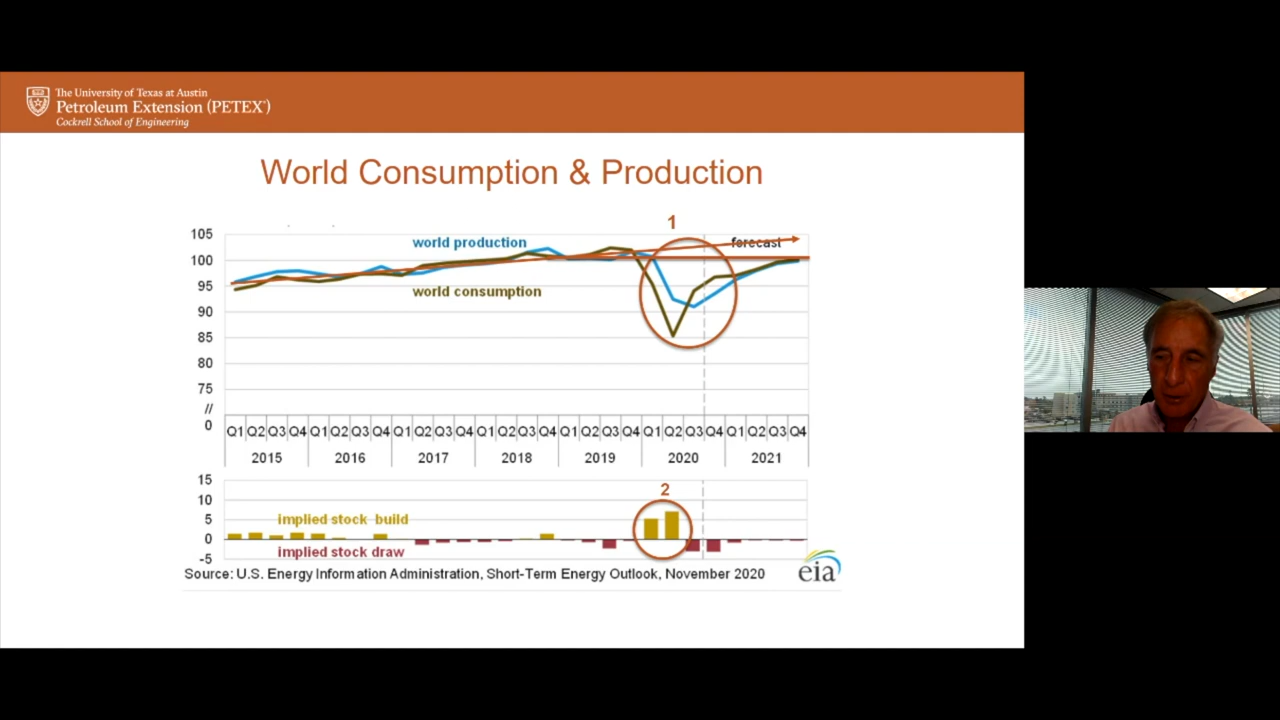 The University of Texas at Austin
Petroleum Extension (PETEX®)
Cockrell School of Engineering
World Consumption & Production
1
105
100
95
90
85
80
75
//
0
world production
forecast
world consumption
Q1 Q2 Q3 Q4 Q1 Q2 Q3 Q4 Q1 Q2 Q3 Q4 Q1 Q2 Q3 Q4 Q1 Q2 Q3 Q4 Q1 Q2 Q3 Q4 Q1 Q2 Q3 Q4
2015 2016 2017 2018 2019 2020 2021
2
15
10
5
0
-5
implied stock build
implied stock draw
Source: U.S. Energy Information Administration, Short-Term Energy Outlook, November 2020
eia